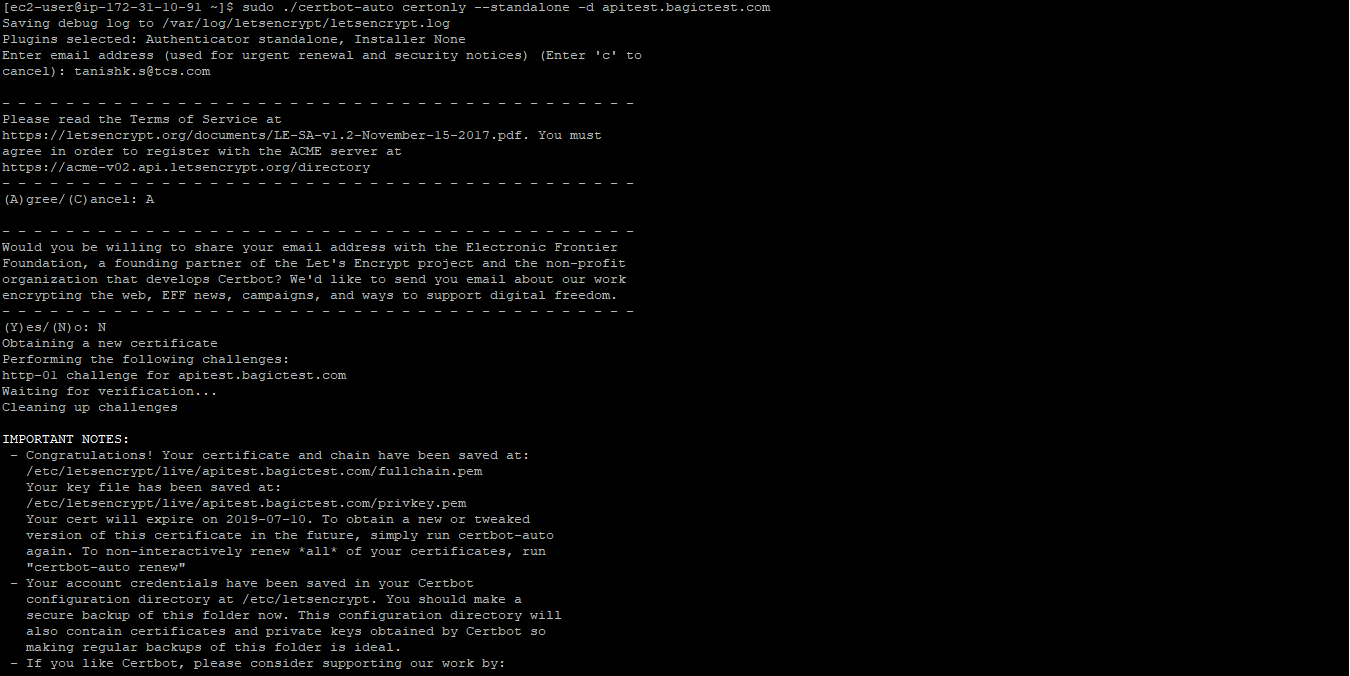 [ec2-user@ip-172-31-10-91 ~]$ sudo ./certbot-auto certonly --standalone -d apitest.bagictest.com
Saving debug log to /var/log/letsencrypt/letsencrypt.log
Plugins selected: Authenticator standalone, Installer None
Enter email address (used for urgent renewal and security notices) (Enter 'c' to
cancel): tanishk.s@tcs.com

- - - - - - - - - - - - - - - - - - - - - - - - - - - - - - - - - - - - - - - -
Please read the Terms of Service at
https://letsencrypt.org/documents/LE-SA-v1.2-November-15-2017.pdf. You must
agree in order to register with the ACME server at
https://acme-v02.api.letsencrypt.org/directory
- - - - - - - - - - - - - - - - - - - - - - - - - - - - - - - - - - - - - - - -
(A)gree/(C)ancel: A

- - - - - - - - - - - - - - - - - - - - - - - - - - - - - - - - - - - - - - - -
Would you be willing to share your email address with the Electronic Frontier
Foundation, a founding partner of the Let's Encrypt project and the non-profit
organization that develops Certbot? We'd like to send you email about our work
encrypting the web, EFF news, campaigns, and ways to support digital freedom.
- - - - - - - - - - - - - - - - - - - - - - - - - - - - - - - - - - - - - - - -
(Y)es/(N)o: N
Obtaining a new certificate
Performing the following challenges:
http-01 challenge for apitest.bagictest.com
Waiting for verification...
Cleaning up challenges

IMPORTANT NOTES:
 - Congratulations! Your certificate and chain have been saved at:
   /etc/letsencrypt/live/apitest.bagictest.com/fullchain.pem
   Your key file has been saved at:
   /etc/letsencrypt/live/apitest.bagictest.com/privkey.pem
   Your cert will expire on 2019-07-10. To obtain a new or tweaked
   version of this certificate in the future, simply run certbot-auto
   again. To non-interactively renew *all* of your certificates, run
   "certbot-auto renew"
 - Your account credentials have been saved in your Certbot
   configuration directory at /etc/letsencrypt. You should make a
   secure backup of this folder now. This configuration directory will
   also contain certificates and private keys obtained by Certbot so
   making regular backups of this folder is ideal.
 - If you like Certbot, please consider supporting our work by: